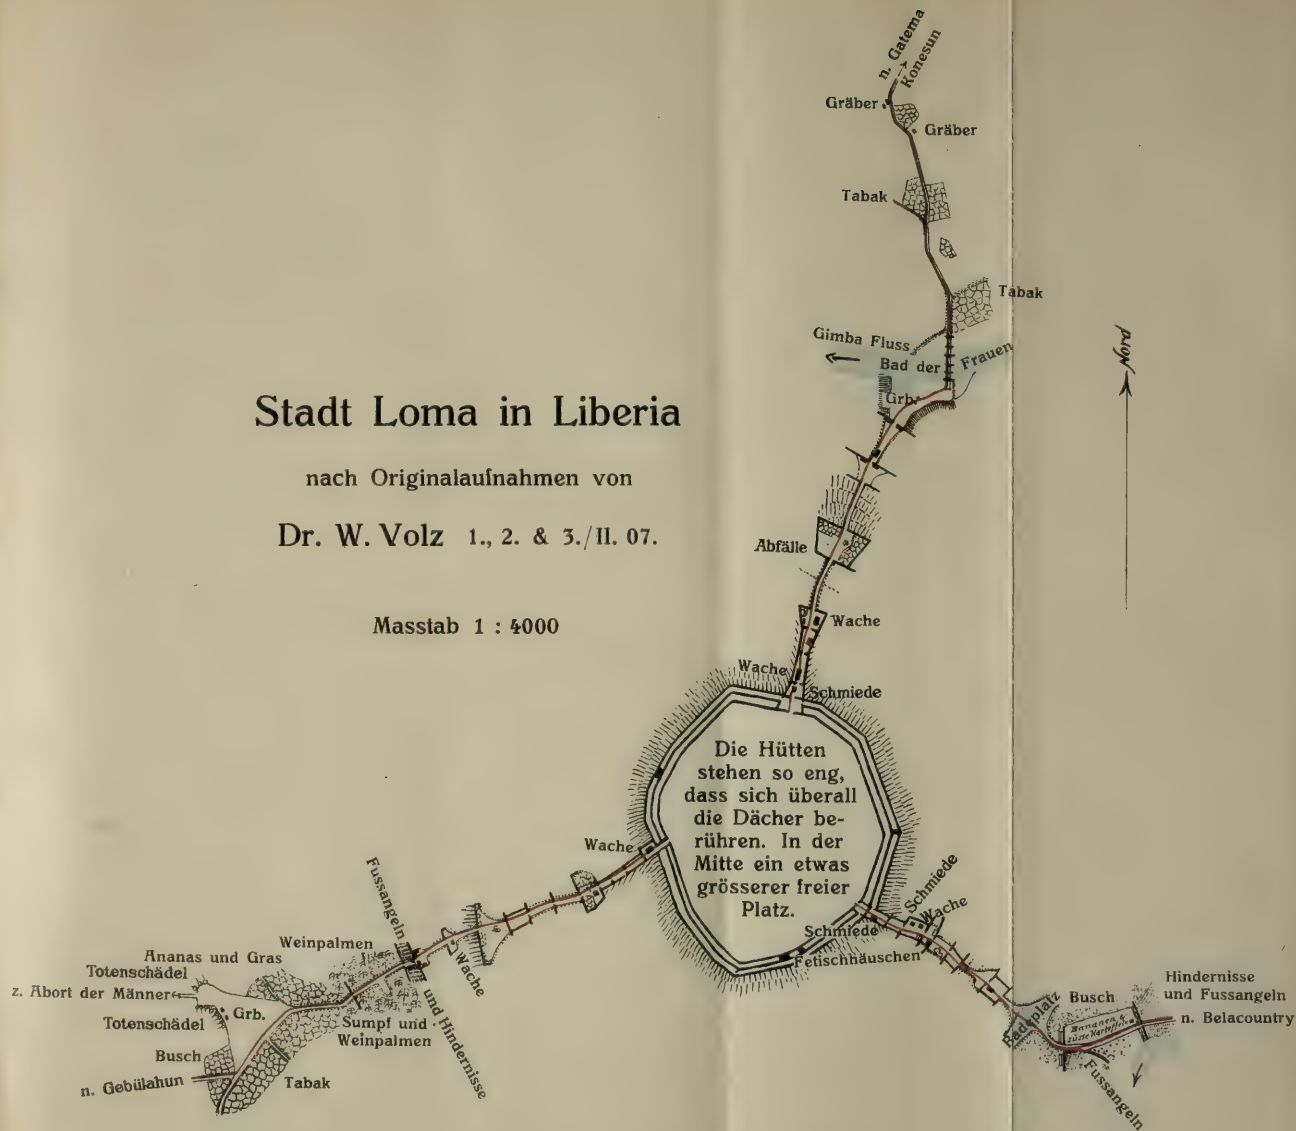 n. Gatema
Konesun
Gräber
Gräber
Tabak
Tabak
Gimba Fluss
Bad der Frauen
Grb.
Nord
Stadt Loma in Liberia
nach Originalaufnahmen von
Dr. W. Volz 1., 2. & 3./II. 07.
Masstab 1 : 4000
Abfälle
Wache
Wache
Schmiede
Die Hütten
stehen so eng,
dass sich überall
die Dächer be-
rühren. In der
Mitte ein etwas
grösserer freier
Platz.
Wache
Schmiede
Wache
Schmiede
Fetischhäuschen
Fussangeln und Hindernisse
Wache
Weinpalmen
Ananas und Gras
Totenschädel
z. Abort der Männer
Totenschädel
Grb.
Sumpf und
Weinpalmen
Busch
n. Gebülahun
Tabak
Badeplatz
Busch
Bananen &
süsse Kartoffeln
Hindernisse
und Fussangeln
n. Belacountry
Fussangeln